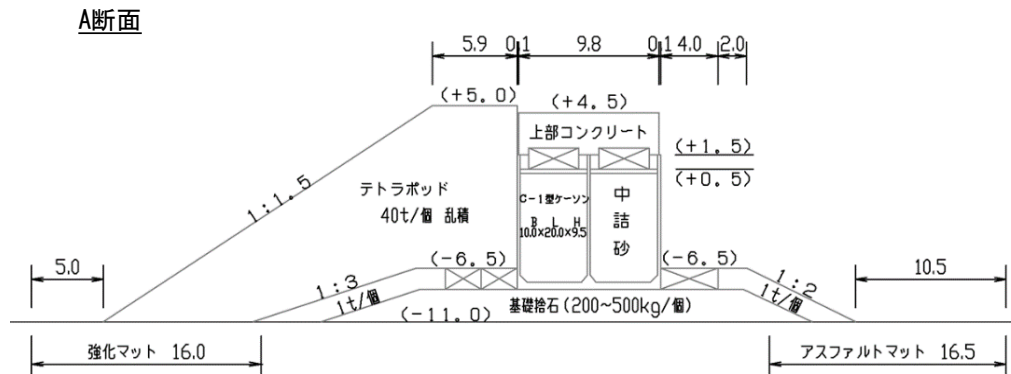 A断面
5.9 0.1 9.8 0.1 4.0 2.0
(+5.0) (+4.5)
上部コンクリート
(+1.5)
(+0.5)
1:1.5
テトラポッド
40t/個 乱積
C-1型ケーソン
B L H
10.0×20.0×9.5
中詰砂
(-6.5) (-6.5)
5.0 10.5
1:3
1t/個
1:2
1t/個
基礎捨石(200~500kg/個)
(-11.0)
強化マット 16.0 アスファルトマット 16.5